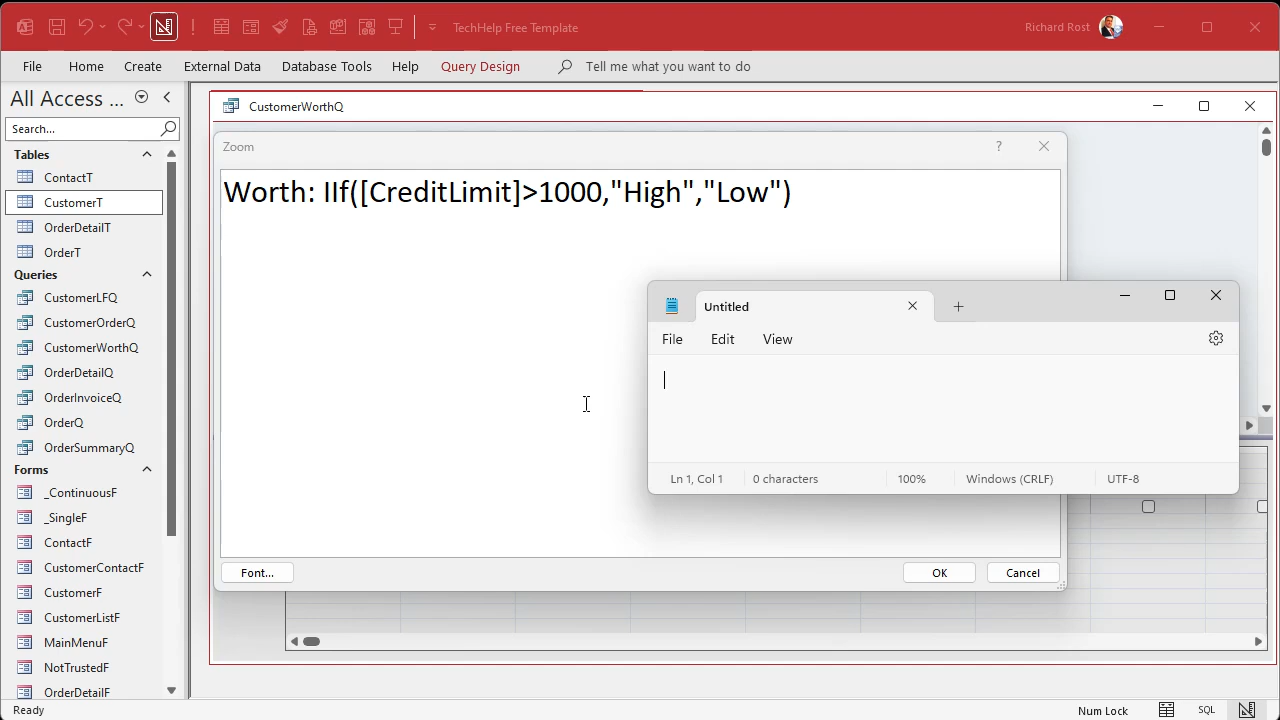 TechHelp Free Template
Richard Rost
File
Home
Create
External Data
Database Tools
Help
Query Design
Tell me what you want to do
All Access ...
Search...
Tables
ContactT
CustomerT
OrderDetailT
OrderT
Queries
CustomerLFQ
CustomerOrderQ
CustomerWorthQ
OrderDetailQ
OrderInvoiceQ
OrderQ
OrderSummaryQ
Forms
_ContinuousF
_SingleF
ContactF
CustomerContactF
CustomerF
CustomerListF
MainMenuF
NotTrustedF
OrderDetailF
CustomerWorthQ
Zoom
?
Worth: IIf([CreditLimit]>1000,"High","Low")
Font...
OK
Cancel
Untitled
File
Edit
View
Ln 1, Col 1
0 characters
100%
Windows (CRLF)
UTF-8
Ready
Num Lock
SQL